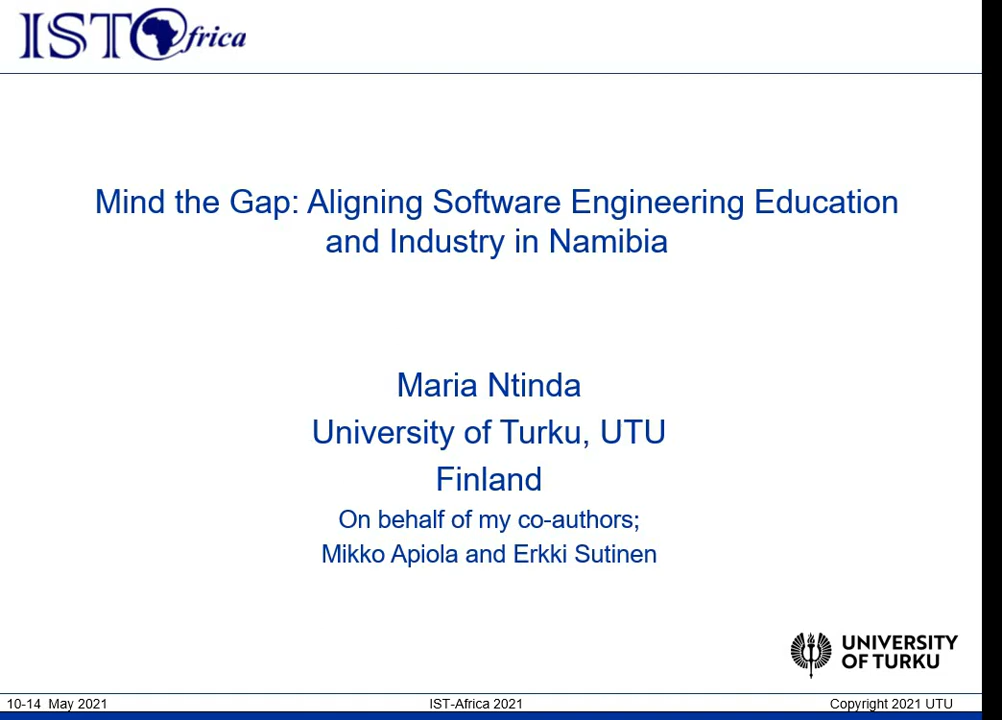 IST Africa
Mind the Gap: Aligning Software Engineering Education
and Industry in Namibia
Maria Ntinda
University of Turku, UTU
Finland
On behalf of my co-authors;
Mikko Apiola and Erkki Sutinen
UNIVERSITY
OF TURKU
10-14 May 2021 IST-Africa 2021 Copyright 2021 UTU